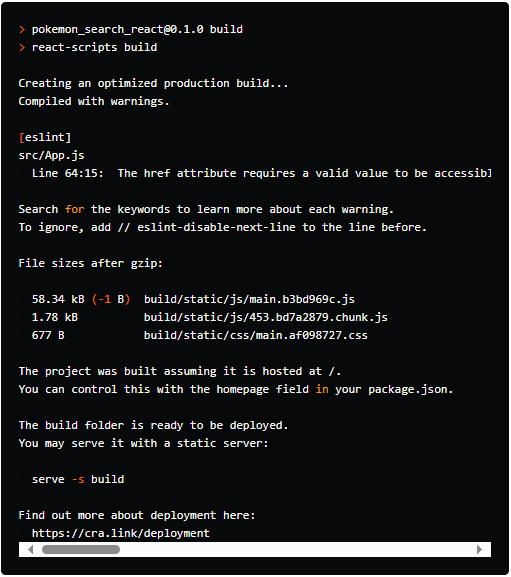 > pokemon_search_react@0.1.0 build
> react-scripts build
Creating an optimized production build...
Compiled with warnings.
[eslint]
src/App.js
Line 64:15:  The href attribute requires a valid value to be accessibl
Search for the keywords to learn more about each warning.
To ignore, add // eslint-disable-next-line to the line before.
File sizes after gzip:
58.34 kB (-1 B)  build/static/js/main.b3bd969c.js
1.78 kB          build/static/js/453.bd7a2879.chunk.js
677 B            build/static/css/main.af098727.css
The project was built assuming it is hosted at /.
You can control this with the homepage field in your package.json.
The build folder is ready to be deployed.
You may serve it with a static server:
serve -s build
Find out more about deployment here:
https://cra.link/deployment